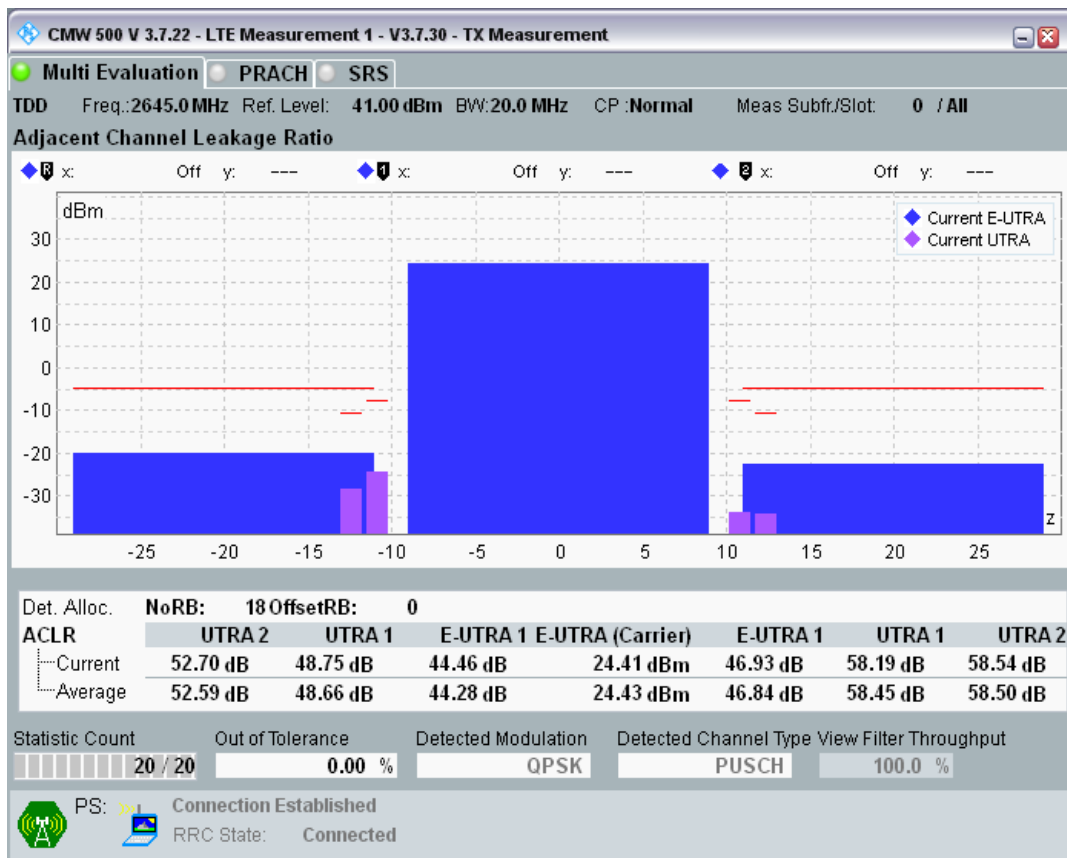 CMW 500 V 3.7.22 - LTE Measurement 1 - V3.7.30 - TX Measurement
Multi Evaluation PRACH SRS
TDD Freq.:2645.0 MHz Ref. Level: 41.00 dBm BW:20.0 MHz CP :Normal Meas Subfr./Slot: 0 / All
Adjacent Channel Leakage Ratio
R x: Off y: --- 1 x: Off y: --- 2 x: Off y: ---
dBm
Current E-UTRA
Current UTRA
30
20
10
0
-10
-20
-30
z
-25 -20 -15 -10 -5 0 5 10 15 20 25
Det. Alloc. NoRB: 18 OffsetRB: 0
ACLR UTRA 2 UTRA 1 E-UTRA 1 E-UTRA (Carrier) E-UTRA 1 UTRA 1 UTRA 2
Current 52.70 dB 48.75 dB 44.46 dB 24.41 dBm 46.93 dB 58.19 dB 58.54 dB
Average 52.59 dB 48.66 dB 44.28 dB 24.43 dBm 46.84 dB 58.45 dB 58.50 dB
Statistic Count Out of Tolerance Detected Modulation Detected Channel Type View Filter Throughput
20 / 20 0.00 % QPSK PUSCH 100.0 %
PS: Connection Established
RRC State: Connected